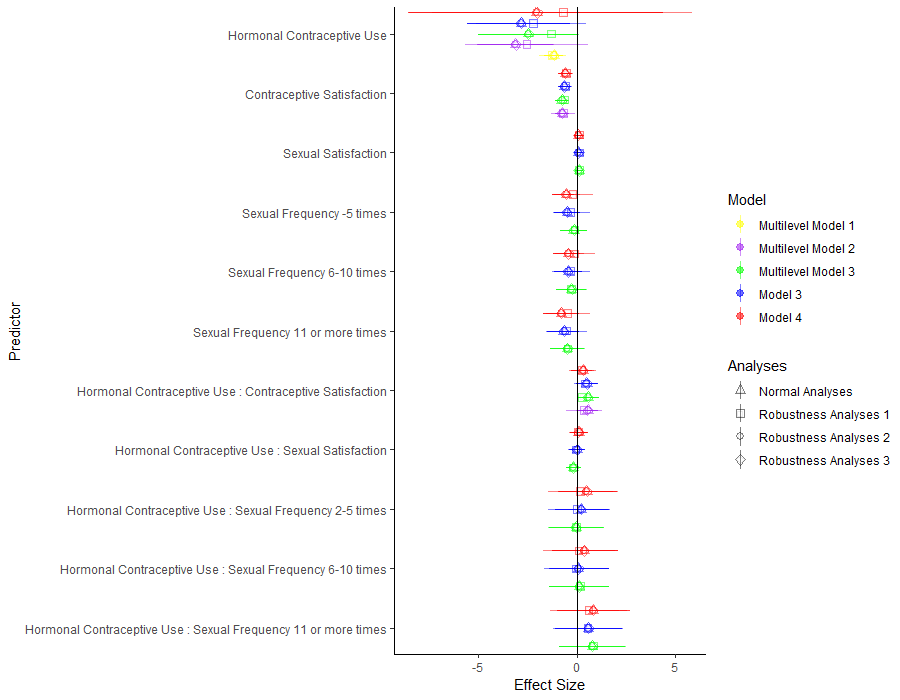 Predictor
Hormonal Contraceptive Use
Contraceptive Satisfaction
Sexual Satisfaction
Sexual Frequency -5 times
Sexual Frequency 6-10 times
Sexual Frequency 11 or more times
Hormonal Contraceptive Use : Contraceptive Satisfaction
Hormonal Contraceptive Use : Sexual Satisfaction
Hormonal Contraceptive Use : Sexual Frequency 2-5 times
Hormonal Contraceptive Use : Sexual Frequency 6-10 times
Hormonal Contraceptive Use : Sexual Frequency 11 or more times
-5 0 5
Effect Size
Model
Multilevel Model 1
Multilevel Model 2
Multilevel Model 3
Model 3
Model 4
Analyses
Normal Analyses
Robustness Analyses 1
Robustness Analyses 2
Robustness Analyses 3